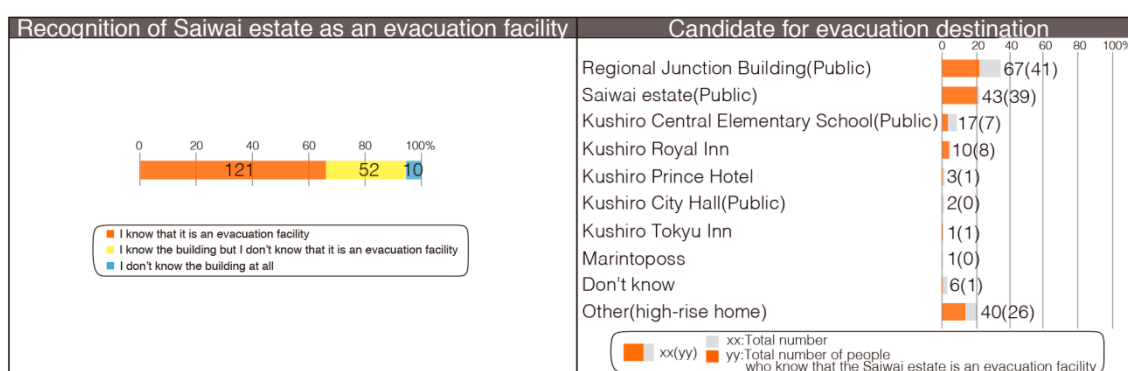 Recognition of Saiwai estate as an evacuation facility
0 20 40 60 80 100%
121 52 10
I know that it is an evacuation facility
I know the building but I don't know that it is an evacuation facility
I don't know the building at all
Candidate for evacuation destination
0 20 40 60 80 100%
Regional Junction Building(Public) 67(41)
Saiwai estate(Public) 43(39)
Kushiro Central Elementary School(Public) 17(7)
Kushiro Royal Inn 10(8)
Kushiro Prince Hotel 3(1)
Kushiro City Hall(Public) 2(0)
Kushiro Tokyu Inn 1(1)
Marintoposs 1(0)
Don't know 6(1)
Other(high-rise home) 40(26)
xx(yy)
xx:Total number
yy:Total number of people
who know that the Saiwai estate is an evacuation facility